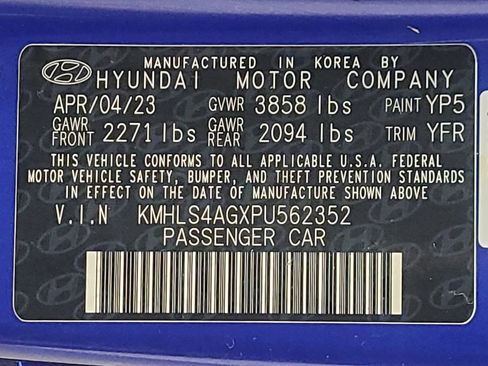 MANUFACTURED IN KOREA BY
HYUNDAI MOTOR COMPANY
APR/04/23 GVWR 3858 lbs PAINT YP5
GAWR FRONT 2271 lbs GAWR REAR 2094 lbs TRIM YFR
THIS VEHICLE CONFORMS TO ALL APPLICABLE U.S.A. FEDERAL
MOTOR VEHICLE SAFETY, BUMPER, AND THEFT PREVENTION STANDARDS
IN EFFECT ON THE DATE OF MANUFACTURE SHOWN ABOVE
V.I.N KMHLS4AGXPU562352
PASSENGER CAR